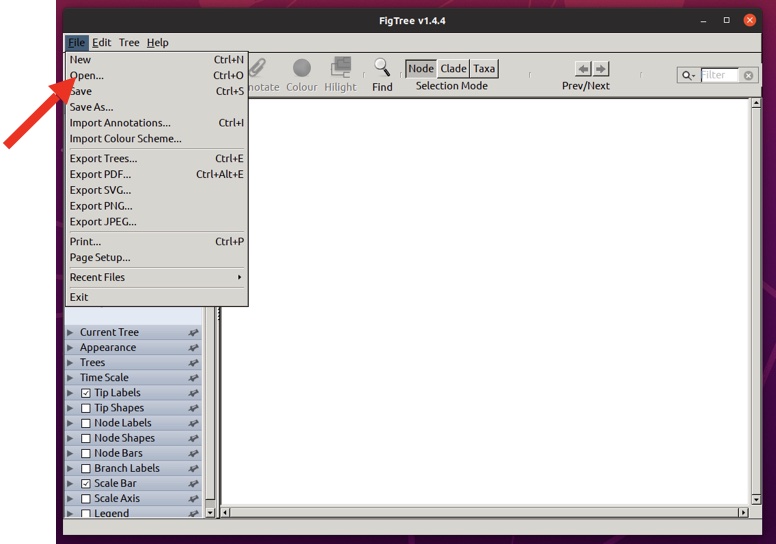 FigTree v1.4.4
File Edit Tree Help
New Ctrl+N
Open... Ctrl+O
Save Ctrl+S
Save As...
Import Annotations... Ctrl+I
Import Colour Scheme...
Export Trees... Ctrl+E
Export PDF... Ctrl+Alt+E
Export SVG...
Export PNG...
Export JPEG...
Print... Ctrl+P
Page Setup...
Recent Files
Exit
notate Colour Hilight Find
Node Clade Taxa
Selection Mode
Prev/Next
Filter
Current Tree
Appearance
Trees
Time Scale
Tip Labels
Tip Shapes
Node Labels
Node Shapes
Node Bars
Branch Labels
Scale Bar
Scale Axis
Legend